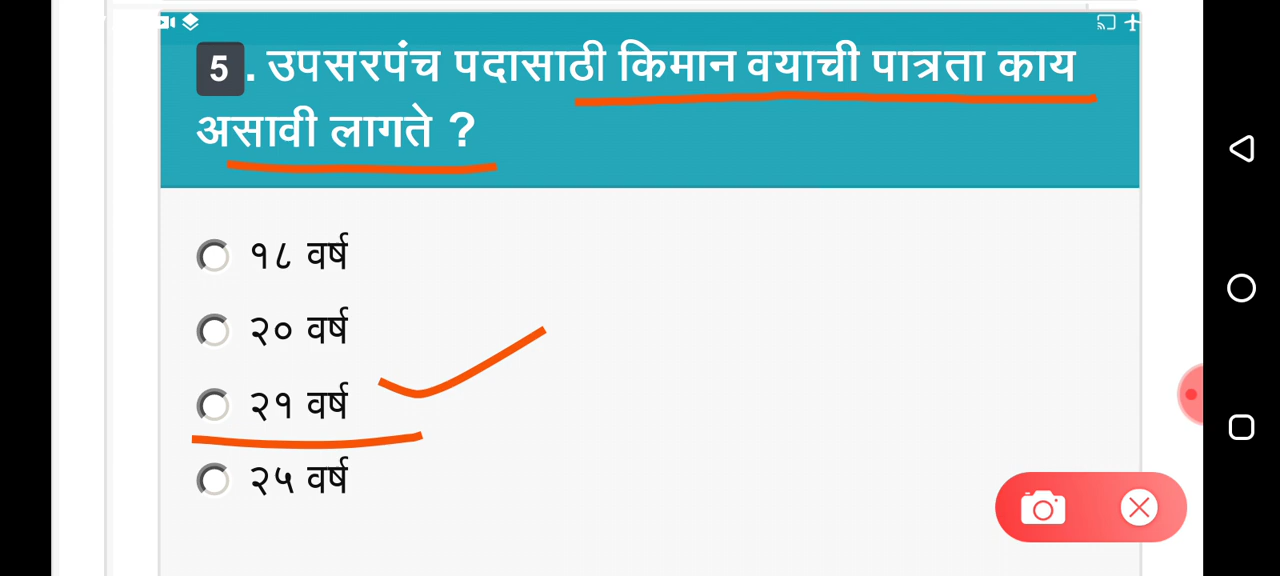 5 . उपसरपंच पदासाठी किमान वयाची पात्रता काय
असावी लागते ?
१८ वर्ष
२० वर्ष
२१ वर्ष
२५ वर्ष